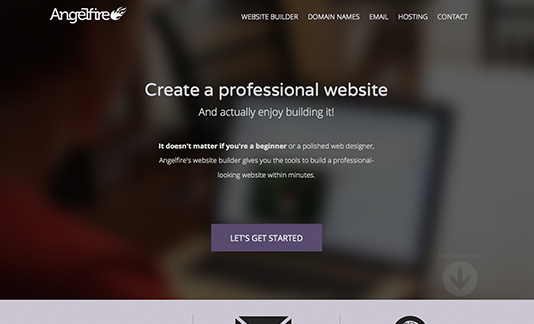 Angelfire
WEBSITE BUILDER DOMAIN NAMES EMAIL HOSTING CONTACT
Create a professional website
And actually enjoy building it!
It doesn't matter if you're a beginner or a polished web designer,
Angelfire's website builder gives you the tools to build a professional-
looking website within minutes.
LET'S GET STARTED